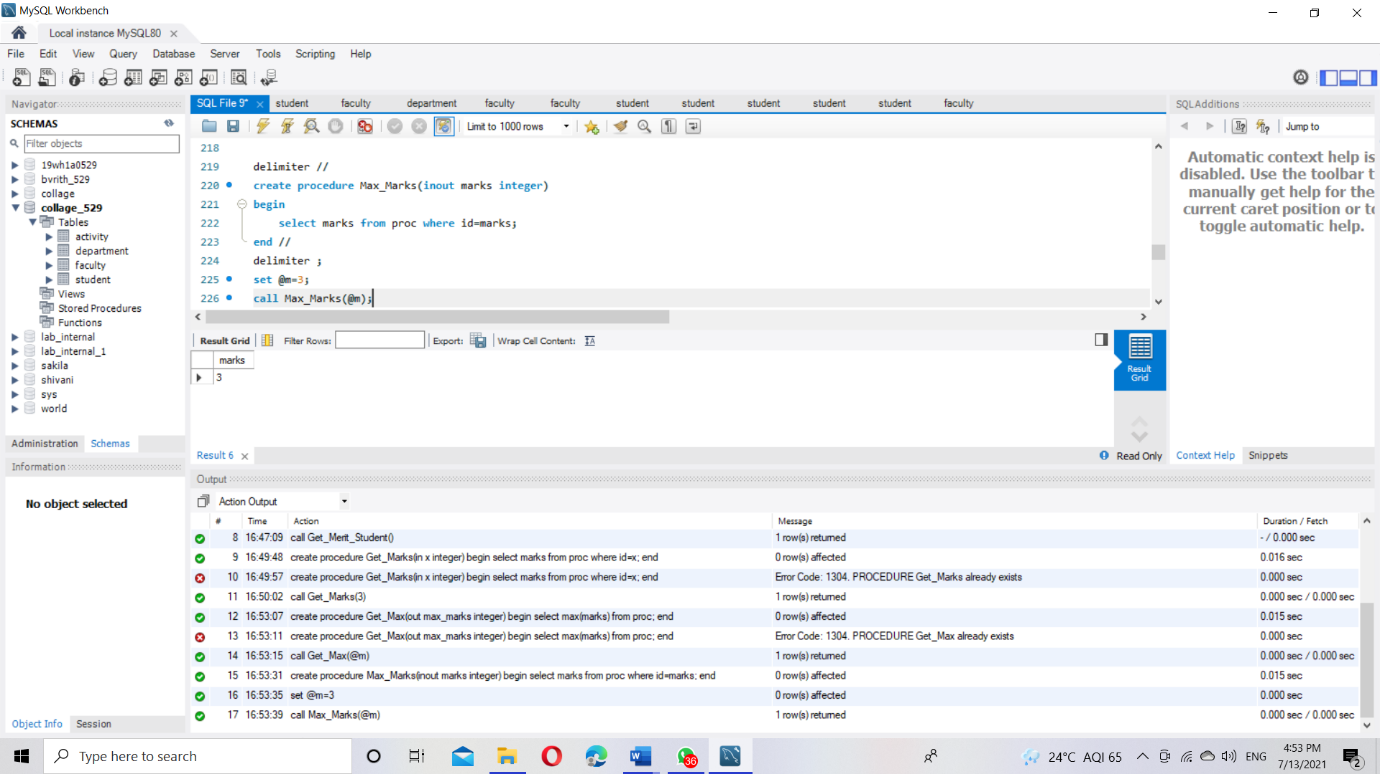 MySQL Workbench
Local instance MySQL80
File Edit View Query Database Server Tools Scripting Help
Navigator
SCHEMAS
Filter objects
19wh1a0529
bvrith_529
collage
collage_529
Tables
activity
department
faculty
student
Views
Stored Procedures
Functions
lab_internal
lab_internal_1
sakila
shivani
sys
world
Administration Schemas
Information
No object selected
Object Info Session
SQL File 9* student faculty department faculty faculty student student student student student faculty
Limit to 1000 rows
218
219 delimiter //
220 create procedure Max_Marks(inout marks integer)
221 begin
222 select marks from proc where id=marks;
223 end //
224 delimiter ;
225 set @m=3;
226 call Max_Marks(@m);
Result Grid Filter Rows: Export: Wrap Cell Content: IA
marks
3
Result Grid
Result 6
Read Only
SQLAdditions
Jump to
Automatic context help is
disabled. Use the toolbar t
manually get help for the
current caret position or to
toggle automatic help.
Context Help Snippets
Output
Action Output
# Time Action Message Duration / Fetch
8 16:47:09 call Get_Merit_Student() 1 row(s) returned - / 0.000 sec
9 16:49:48 create procedure Get_Marks(in x integer) begin select marks from proc where id=x; end 0 row(s) affected 0.016 sec
10 16:49:57 create procedure Get_Marks(in x integer) begin select marks from proc where id=x; end Error Code: 1304. PROCEDURE Get_Marks already exists 0.000 sec
11 16:50:02 call Get_Marks(3) 1 row(s) returned 0.000 sec / 0.000 sec
12 16:53:07 create procedure Get_Max(out max_marks integer) begin select max(marks) from proc; end 0 row(s) affected 0.015 sec
13 16:53:11 create procedure Get_Max(out max_marks integer) begin select max(marks) from proc; end Error Code: 1304. PROCEDURE Get_Max already exists 0.000 sec
14 16:53:15 call Get_Max(@m) 1 row(s) returned 0.000 sec / 0.000 sec
15 16:53:31 create procedure Max_Marks(inout marks integer) begin select marks from proc where id=marks; end 0 row(s) affected 0.015 sec
16 16:53:35 set @m=3 0 row(s) affected 0.000 sec
17 16:53:39 call Max_Marks(@m) 1 row(s) returned 0.000 sec / 0.000 sec
Type here to search
36
24°C AQI 65
ENG
4:53 PM
7/13/2021
2